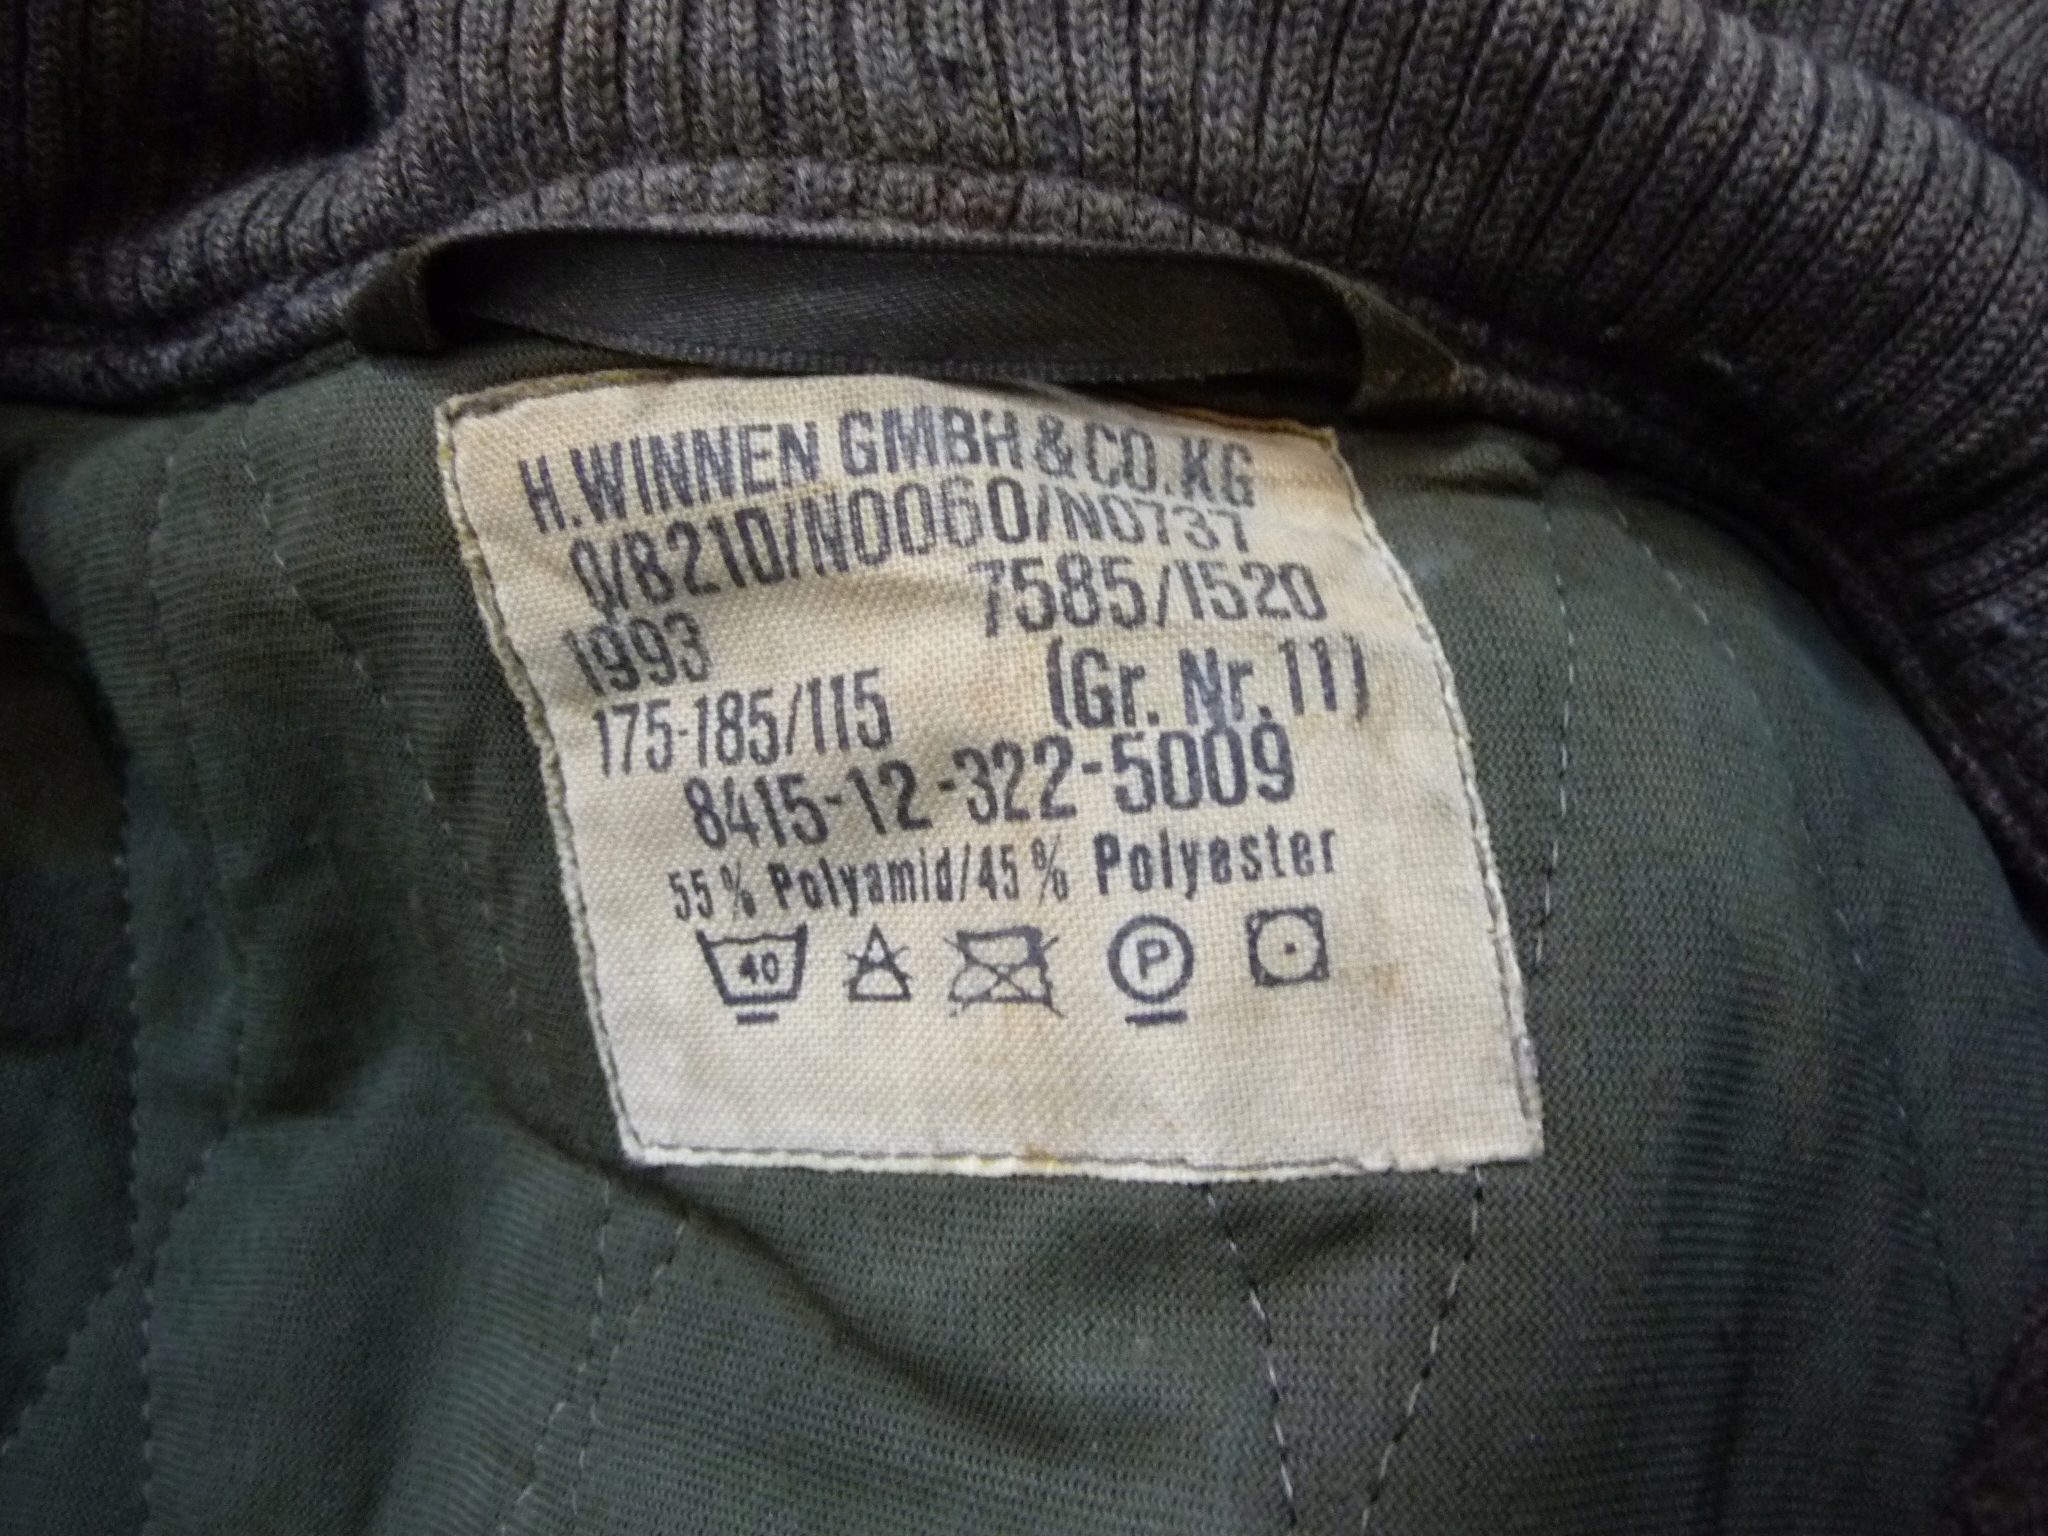 H.WINNEN GMBH & CO.KG
0/8210/N0060/N0737
1993 7585/1520
175-185/115 (Gr. Nr. 11)
8415-12-322-5009
55 % Polyamid/45 % Polyester
40 P